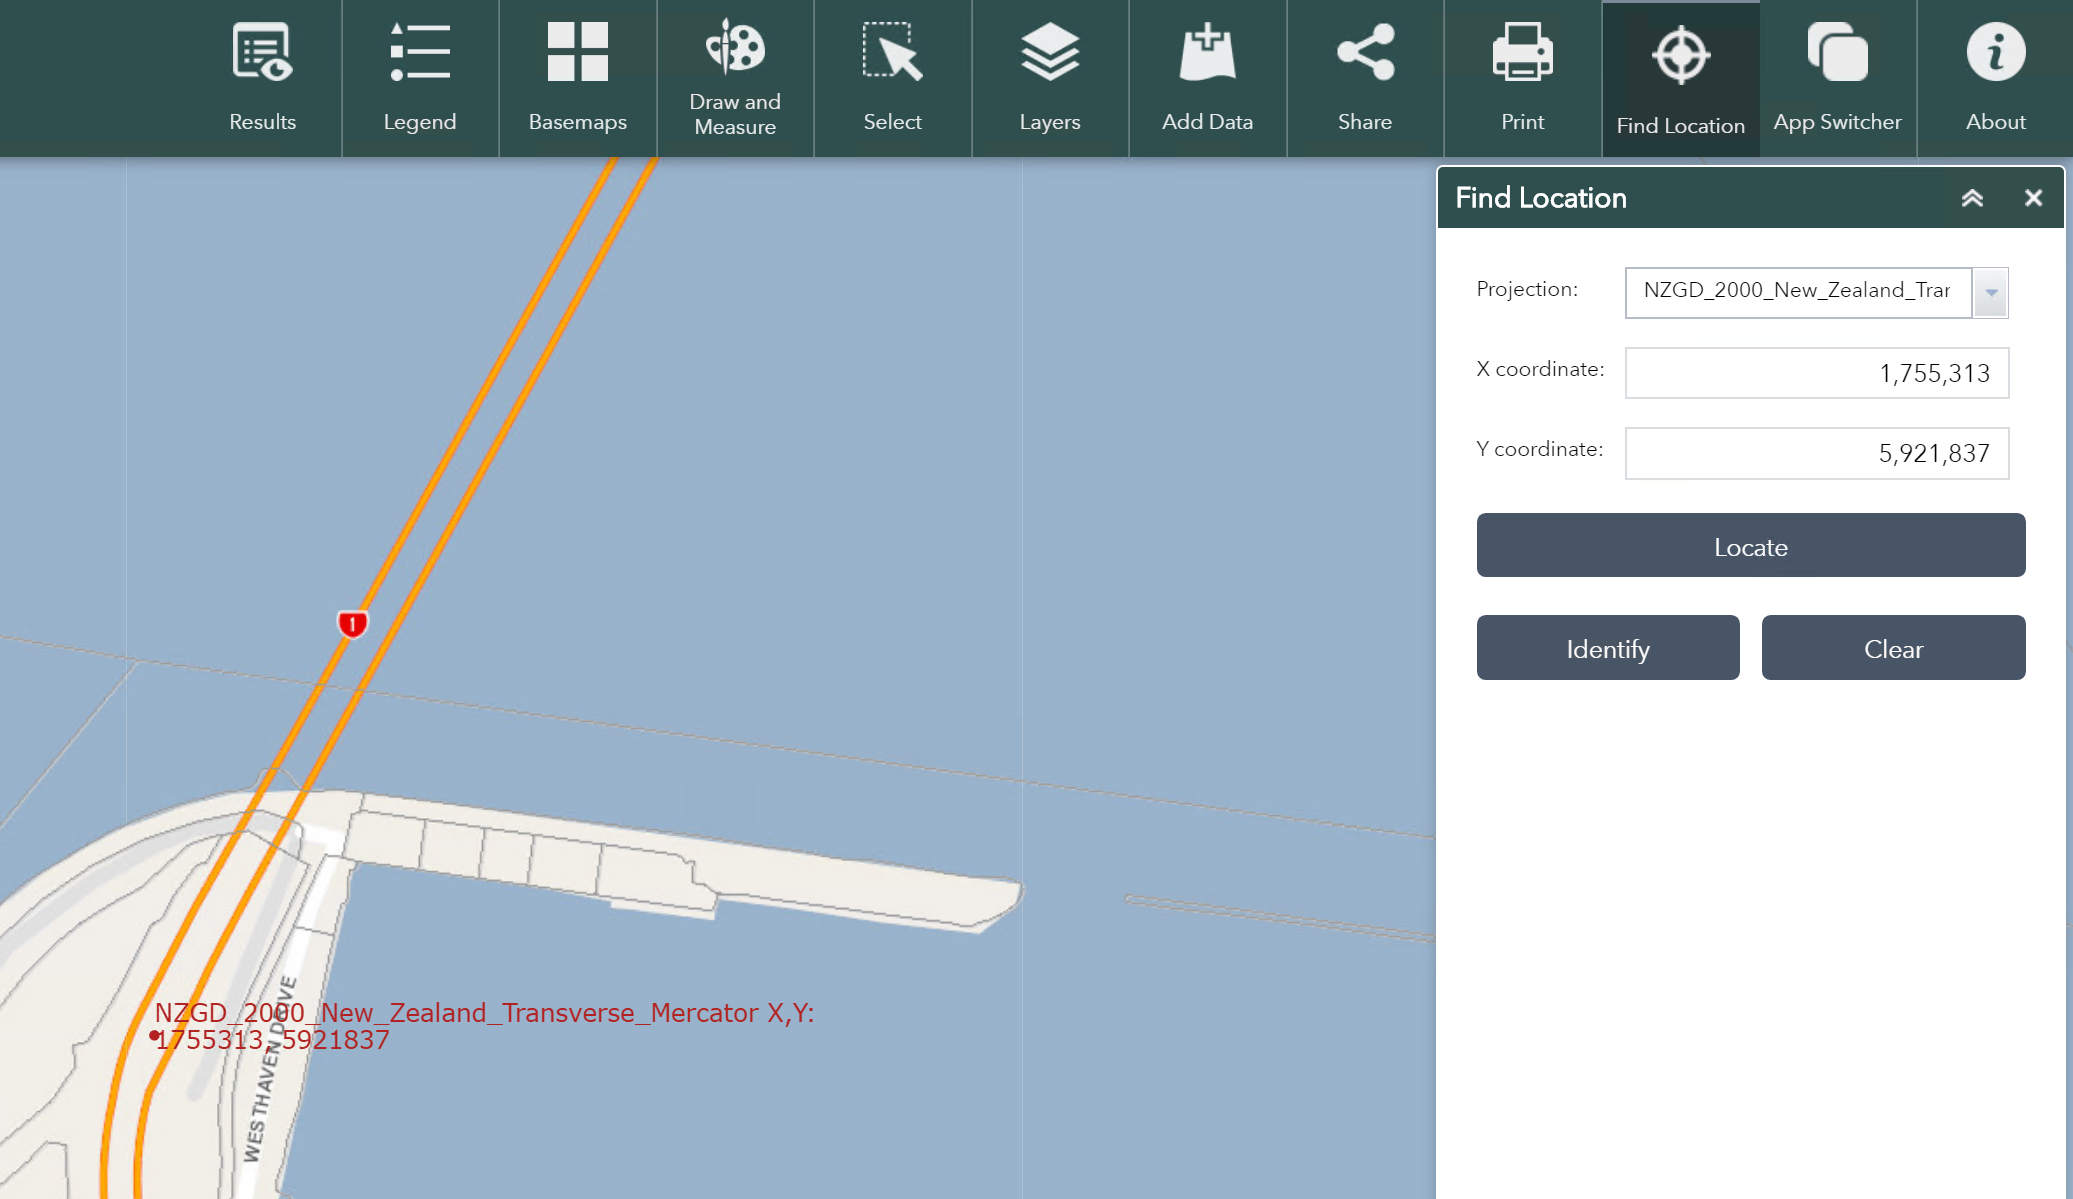 Results
Legend
Basemaps
Draw and
Measure
Select
Layers
Add Data
Share
Print
Find Location
App Switcher
About
Find Location
Projection:
NZGD_2000_New_Zealand_Trar
X coordinate:
1,755,313
Y coordinate:
5,921,837
Locate
Identify
Clear
1
NZGD_2000_New_Zealand_Transverse_Mercator X,Y:
1755313, 5921837
WESTHAVEN DRIVE